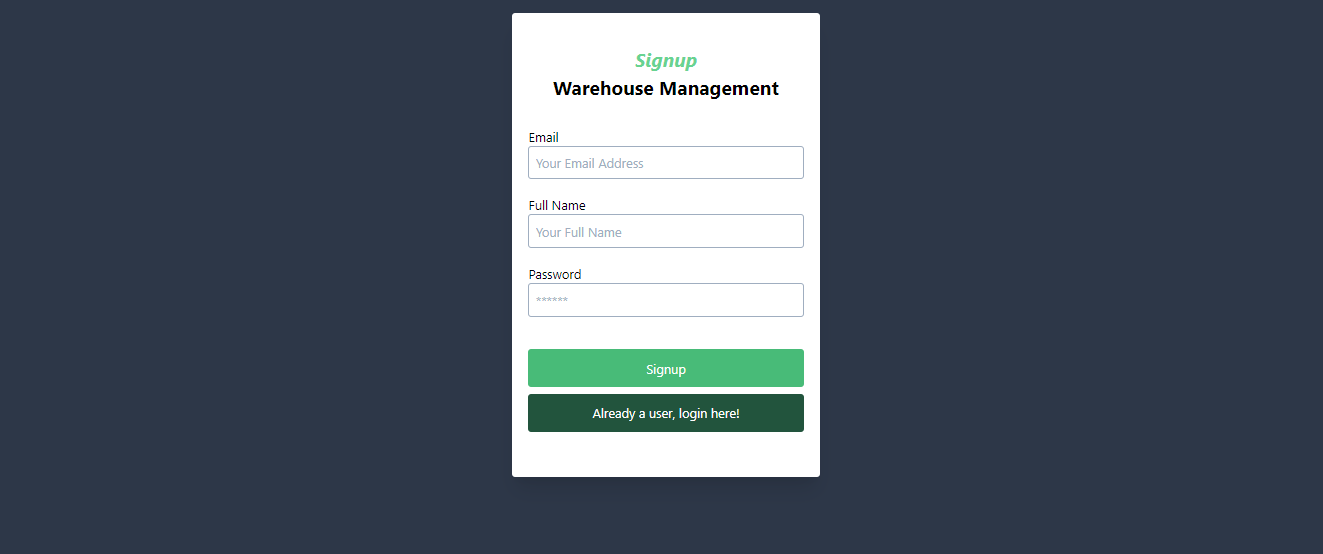 Signup
Warehouse Management
Email
Your Email Address
Full Name
Your Full Name
Password
******
Signup
Already a user, login here!